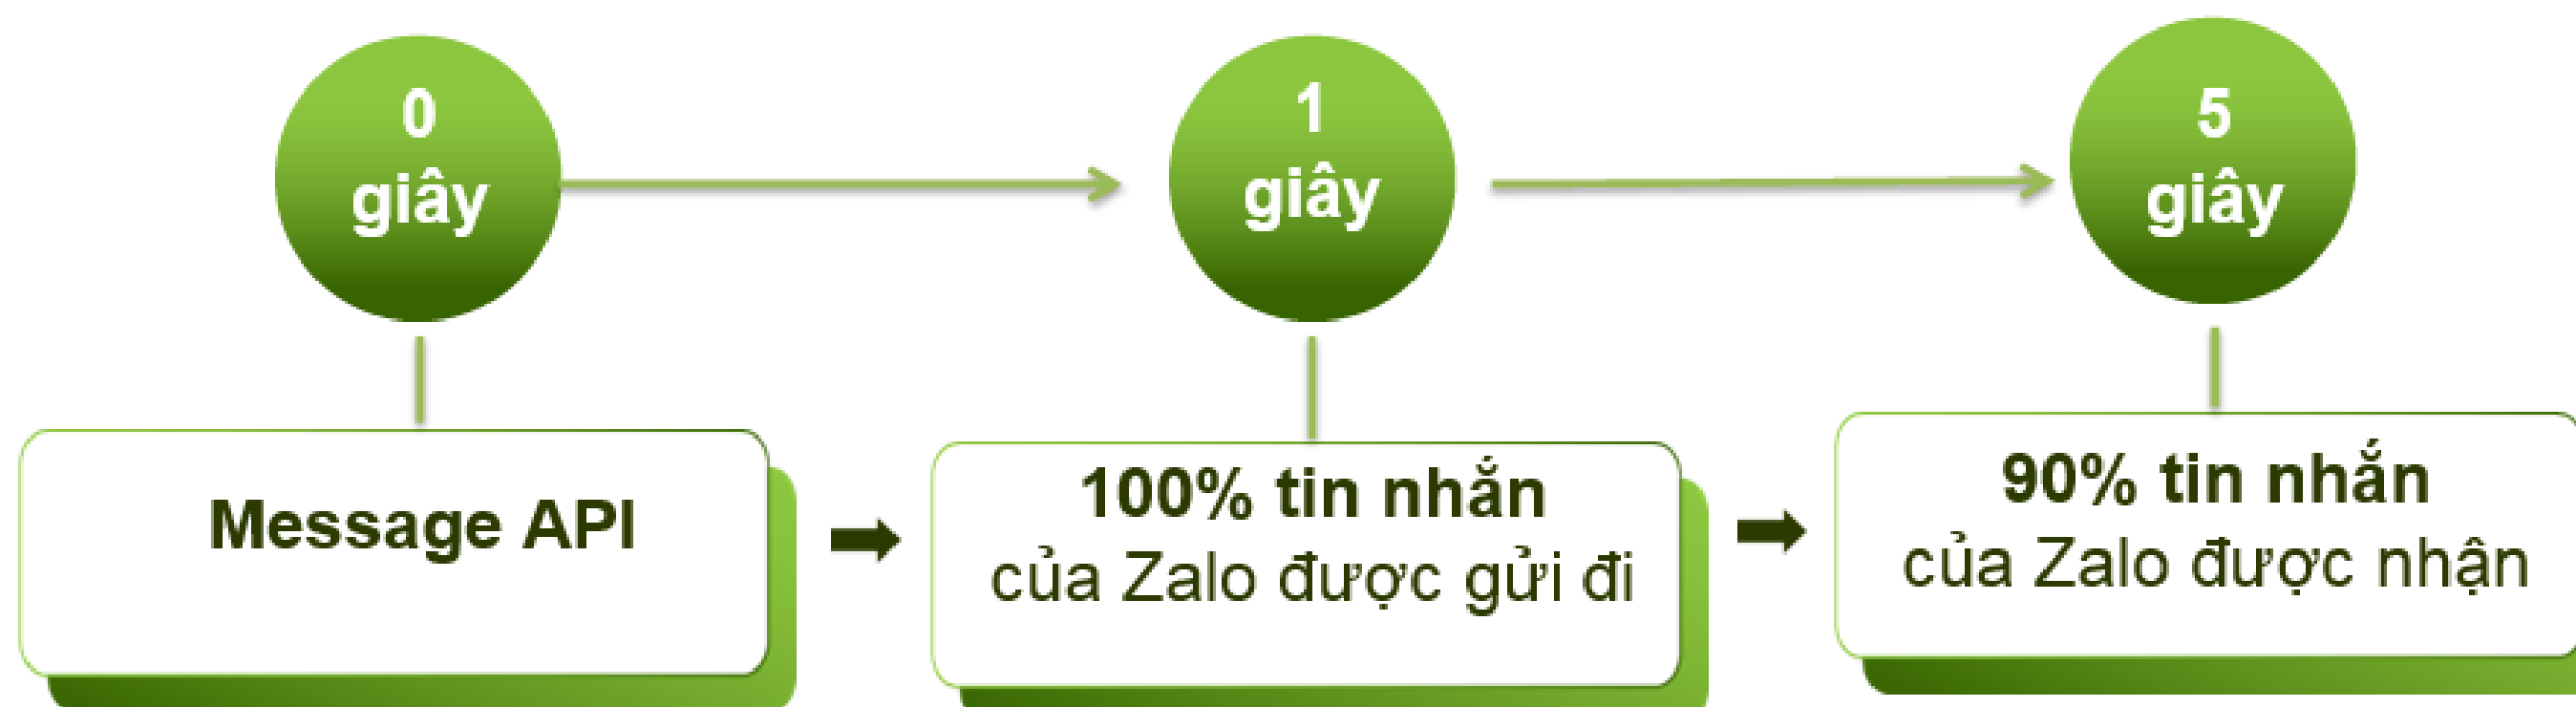 0
giây
1
giây
5
giây
Message API
100% tin nhắn
của Zalo được gửi đi
90% tin nhắn
của Zalo được nhận